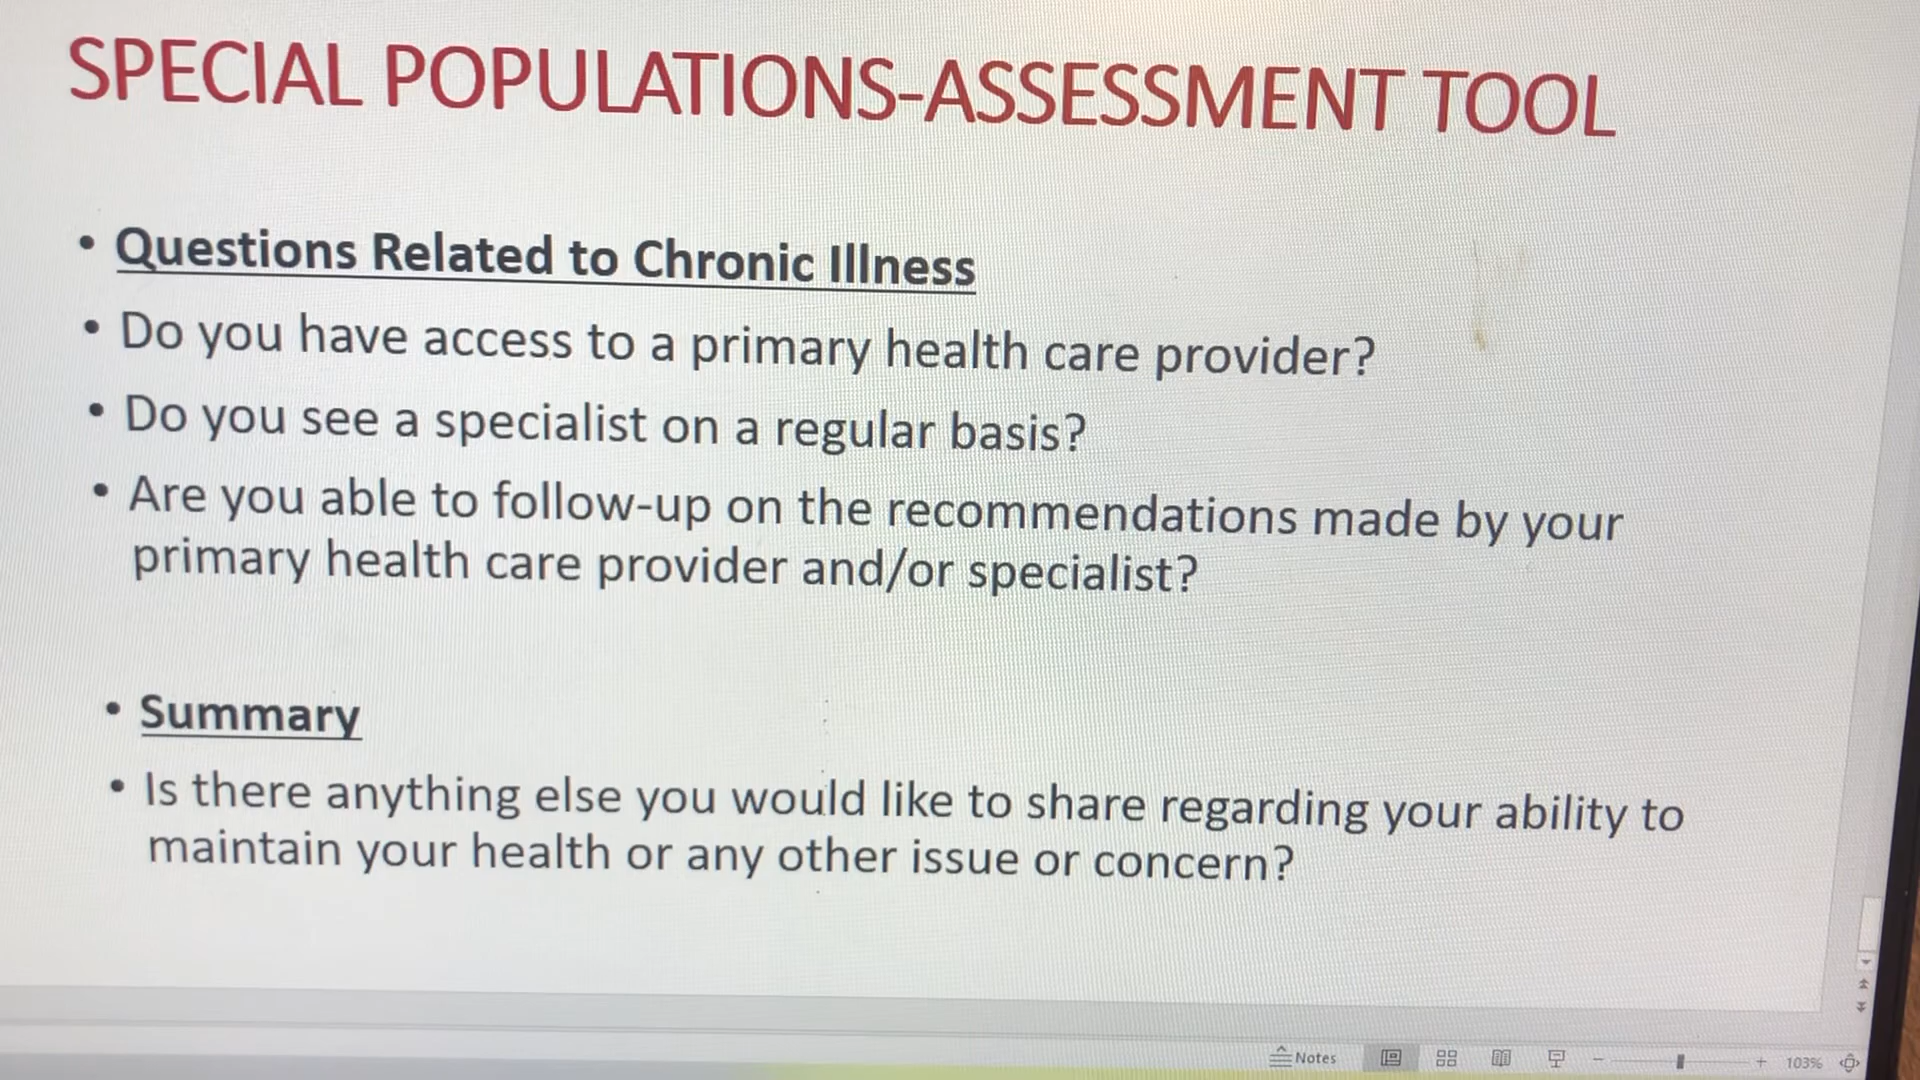 SPECIAL POPULATIONS-ASSESSMENT TOOL
• Questions Related to Chronic Illness
• Do you have access to a primary health care provider?
• Do you see a specialist on a regular basis?
• Are you able to follow-up on the recommendations made by your
primary health care provider and/or specialist?
• Summary
• Is there anything else you would like to share regarding your ability to
maintain your health or any other issue or concern?
Notes
103%